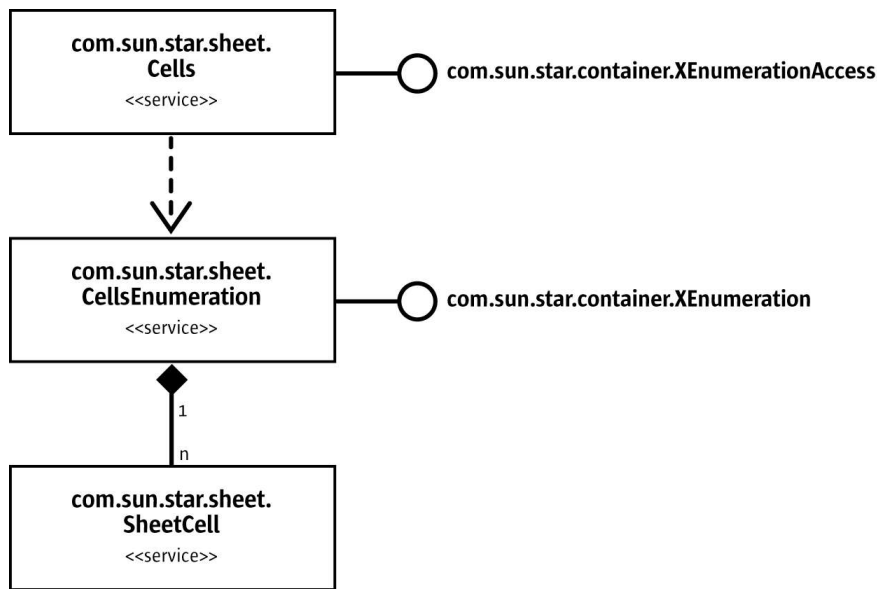 com.sun.star.sheet.
Cells
<<service>>
com.sun.star.container.XEnumerationAccess
com.sun.star.sheet.
CellsEnumeration
<<service>>
com.sun.star.container.XEnumeration
1
n
com.sun.star.sheet.
SheetCell
<<service>>